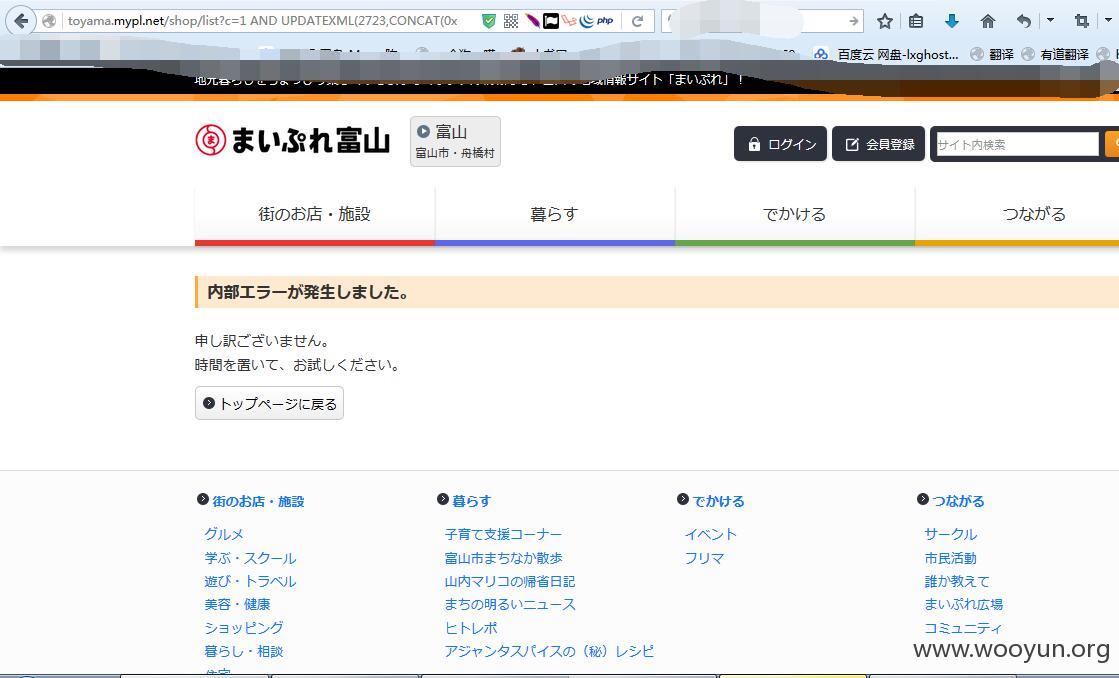 toyama.mypl.net/shop/list?c=1 AND UPDATEXML(2723,CONCAT(0x
php
百度云 网盘-lxghost...
翻译
有道翻译
地域情報サイト「まいぷれ」！
まいぷれ富山
富山
富山市・舟橋村
ログイン
会員登録
サイト内検索
街のお店・施設
暮らす
でかける
つながる
内部エラーが発生しました。
申し訳ございません。
時間を置いて、お試しください。
トップページに戻る
街のお店・施設
グルメ
学ぶ・スクール
遊び・トラベル
美容・健康
ショッピング
暮らし・相談
住宅
暮らす
子育て支援コーナー
富山市まちなか散歩
山内マリコの帰省日記
まちの明るいニュース
ヒトレポ
アジャンタスパイスの（秘）レシピ
でかける
イベント
フリマ
つながる
サークル
市民活動
誰か教えて
まいぷれ広場
コミュニティ
www.wooyun.org